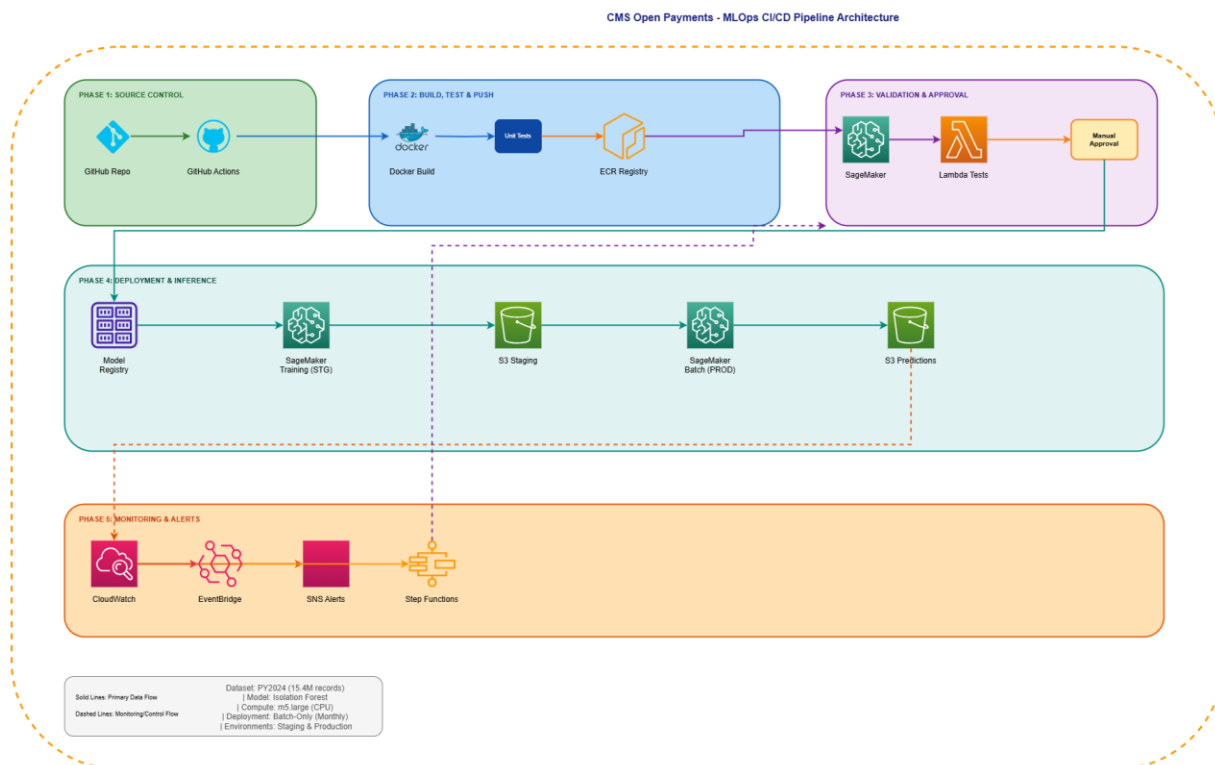 CMS Open Payments - MLOps CI/CD Pipeline Architecture
PHASE 1: SOURCE CONTROL
GitHub Repo
GitHub Actions
PHASE 2: BUILD, TEST & PUSH
docker
Docker Build
Unit Tests
ECR Registry
PHASE 3: VALIDATION & APPROVAL
SageMaker
Lambda Tests
Manual
Approval
PHASE 4: DEPLOYMENT & INFERENCE
Model
Registry
SageMaker
Training (STG)
S3 Staging
SageMaker
Batch (PROD)
S3 Predictions
PHASE 5: MONITORING & ALERTS
CloudWatch
EventBridge
SNS Alerts
Step Functions
Solid Lines: Primary Data Flow
Dashed Lines: Monitoring/Control Flow
Dataset: PY2024 (15.4M records)
| Model: Isolation Forest
| Compute: m5.large (CPU)
| Deployment: Batch-Only (Monthly)
| Environments: Staging & Production